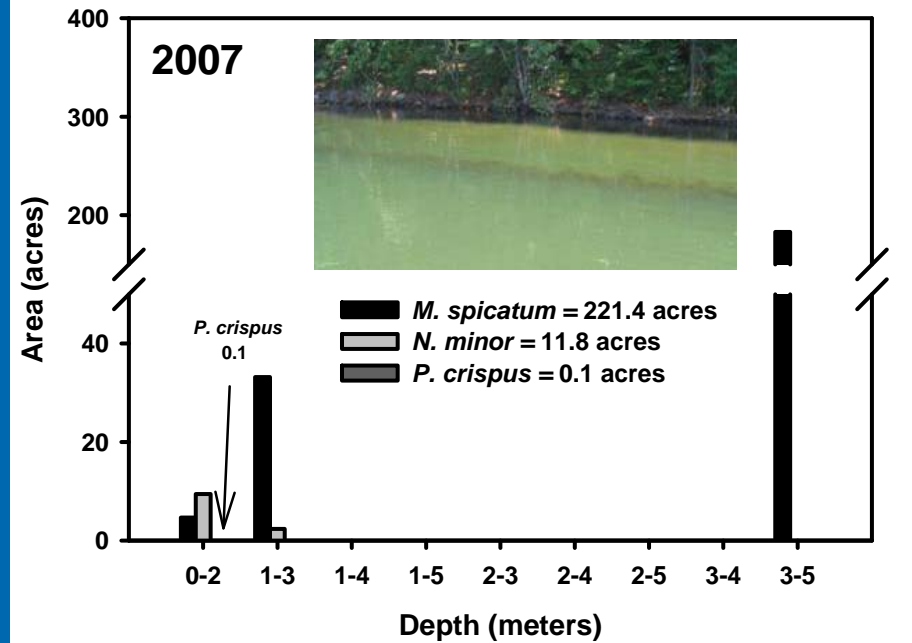 2007
Area (acres)
400
300
200
40
20
0
P. crispus
0.1
M. spicatum = 221.4 acres
N. minor = 11.8 acres
P. crispus = 0.1 acres
0-2 1-3 1-4 1-5 2-3 2-4 2-5 3-4 3-5
Depth (meters)